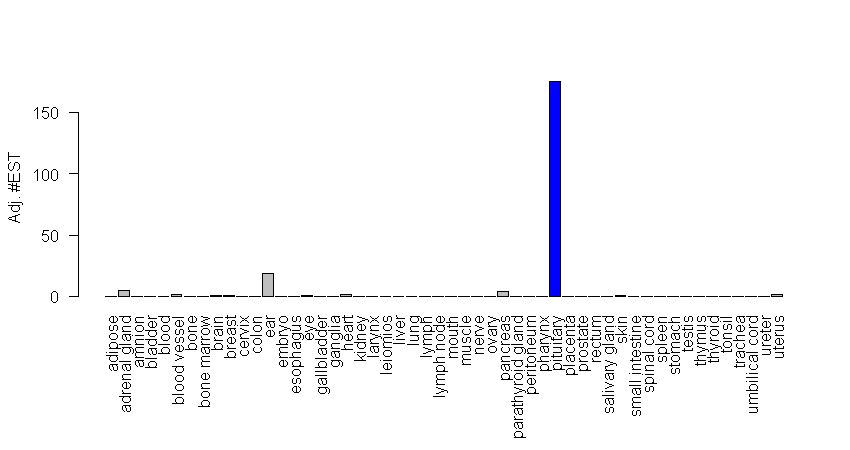 Adj. #EST
150
100
50
0
adipose
adrenal gland
amnion
bladder
blood
blood vessel
bone
bone marrow
brain
breast
cervix
colon
ear
embryo
esophagus
eye
gallbladder
ganglia
heart
kidney
larynx
leiomios
liver
lung
lymph
lymph node
mouth
muscle
nerve
ovary
pancreas
parathyroid gland
peritoneum
pharynx
pituitary
placenta
prostate
rectum
salivary gland
skin
small intestine
spinal cord
spleen
stomach
testis
thymus
thyroid
tonsil
trachea
umbilical cord
ureter
uterus